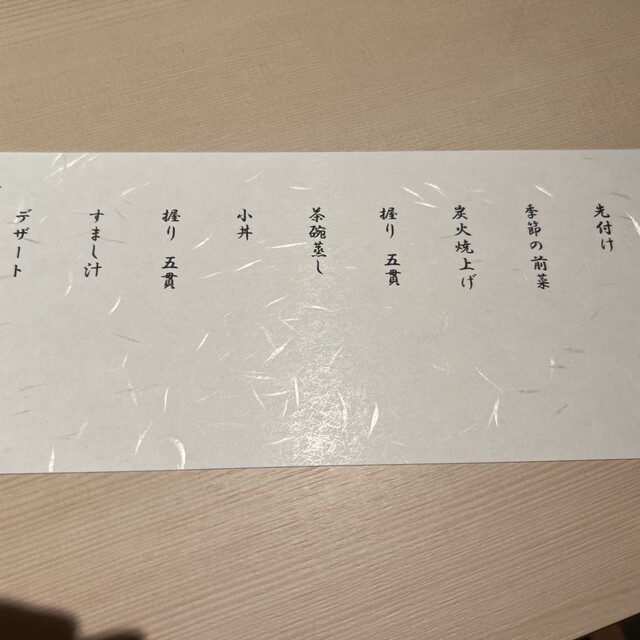 先付け
季節の前菜
炭火焼上げ
握り 五貫
茶碗蒸し
小丼
握り 五貫
すまし汁
デザート